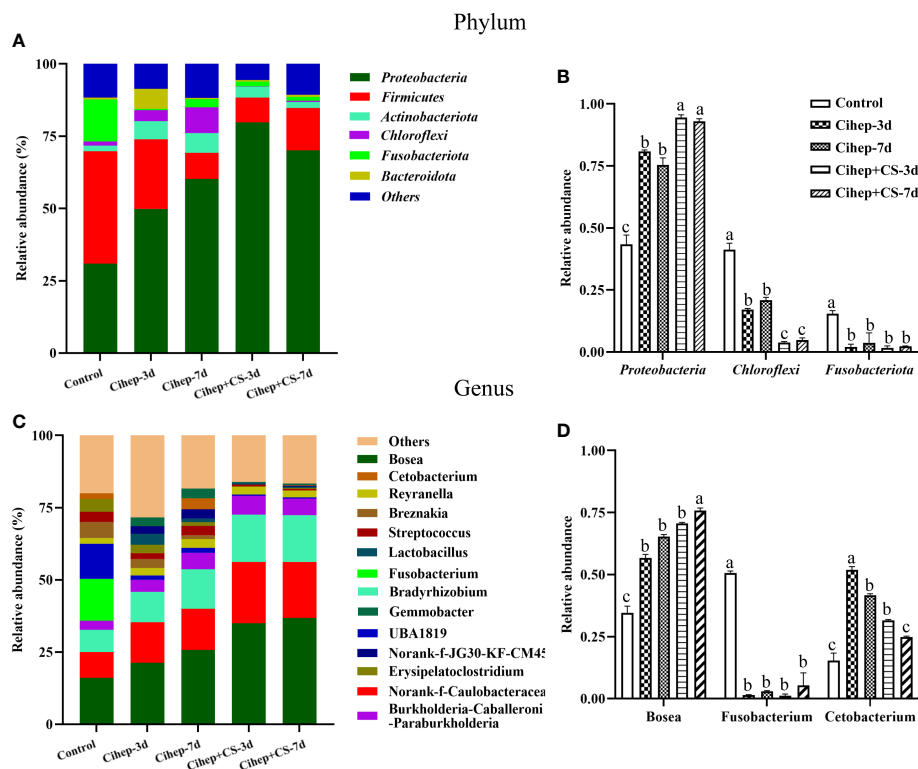 Phylum
A
Relative abundance (%)
100
75
50
25
0
Control
Cihep-3d
Cihep-7d
Cihep+CS-3d
Cihep+CS-7d
Proteobacteria
Firmicutes
Actinobacteriota
Chloroflexi
Fusobacteriota
Bacteroidota
Others
B
Relative abundance
1.00
0.75
0.50
0.25
0.00
c b b a a
a b b c c
a b b b b
Proteobacteria
Chloroflexi
Fusobacteriota
Control
Cihep-3d
Cihep-7d
Cihep+CS-3d
Cihep+CS-7d
Genus
C
Relative abundance (%)
100
75
50
25
0
Control
Cihep-3d
Cihep-7d
Cihep+CS-3d
Cihep+CS-7d
Others
Bosea
Cetobacterium
Reyranella
Breznakia
Streptococcus
Lactobacillus
Fusobacterium
Bradyrhizobium
Gemmobacter
UBA1819
Norank-f-JG30-KF-CM45
Erysipelatoclostridium
Norank-f-Caulobacteracea
Burkholderia-Caballeroni
-Paraburkholderia
D
Relative abundance
1.00
0.75
0.50
0.25
0.00
c b b b a
a b b b b
c a b b c
Bosea
Fusobacterium
Cetobacterium